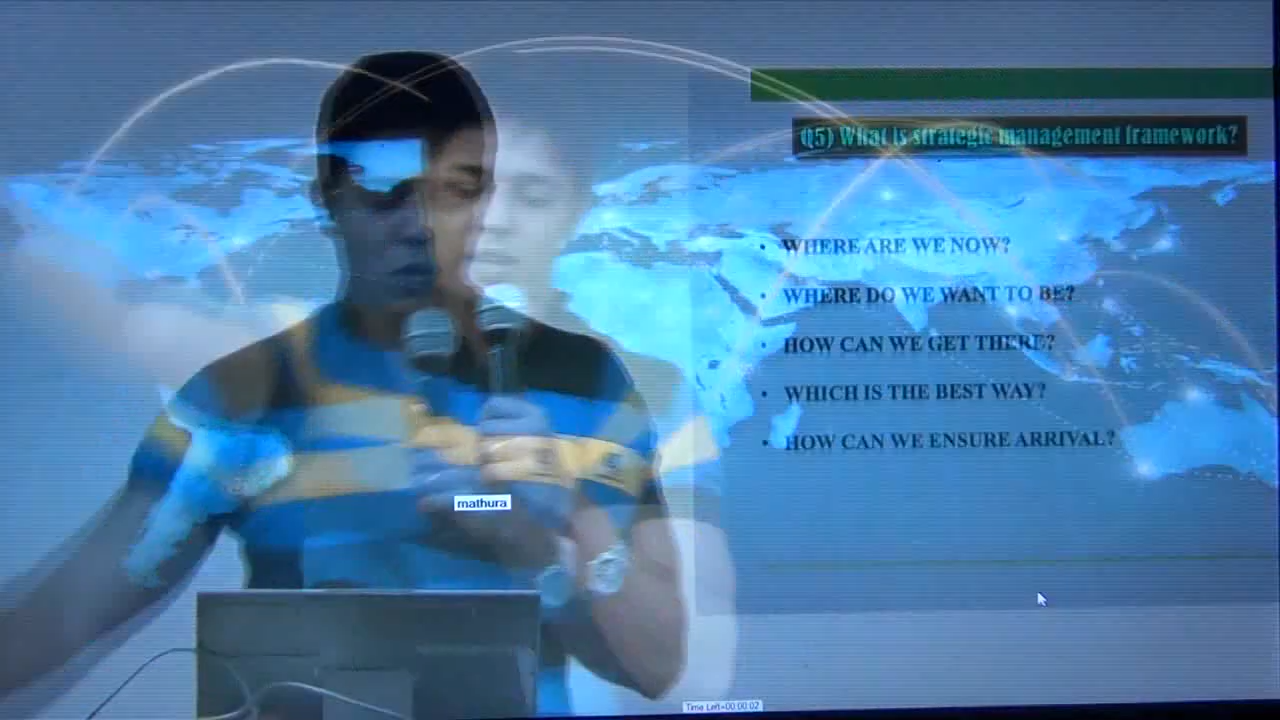 Q5) What is strategic management framework?
• WHERE ARE WE NOW?
• WHERE DO WE WANT TO BE?
• HOW CAN WE GET THERE?
• WHICH IS THE BEST WAY?
• HOW CAN WE ENSURE ARRIVAL?
mathura
Time Left=00:00:02